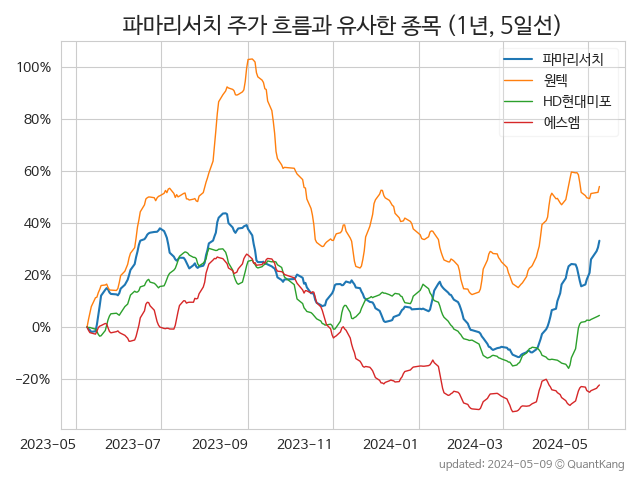 파마리서치 주가 흐름과 유사한 종목 (1년, 5일선)
파마리서치
원텍
HD현대미포
에스엠
100%
80%
60%
40%
20%
0%
−20%
2023-05
2023-07
2023-09
2023-11
2024-01
2024-03
2024-05
updated: 2024-05-09 © QuantKang